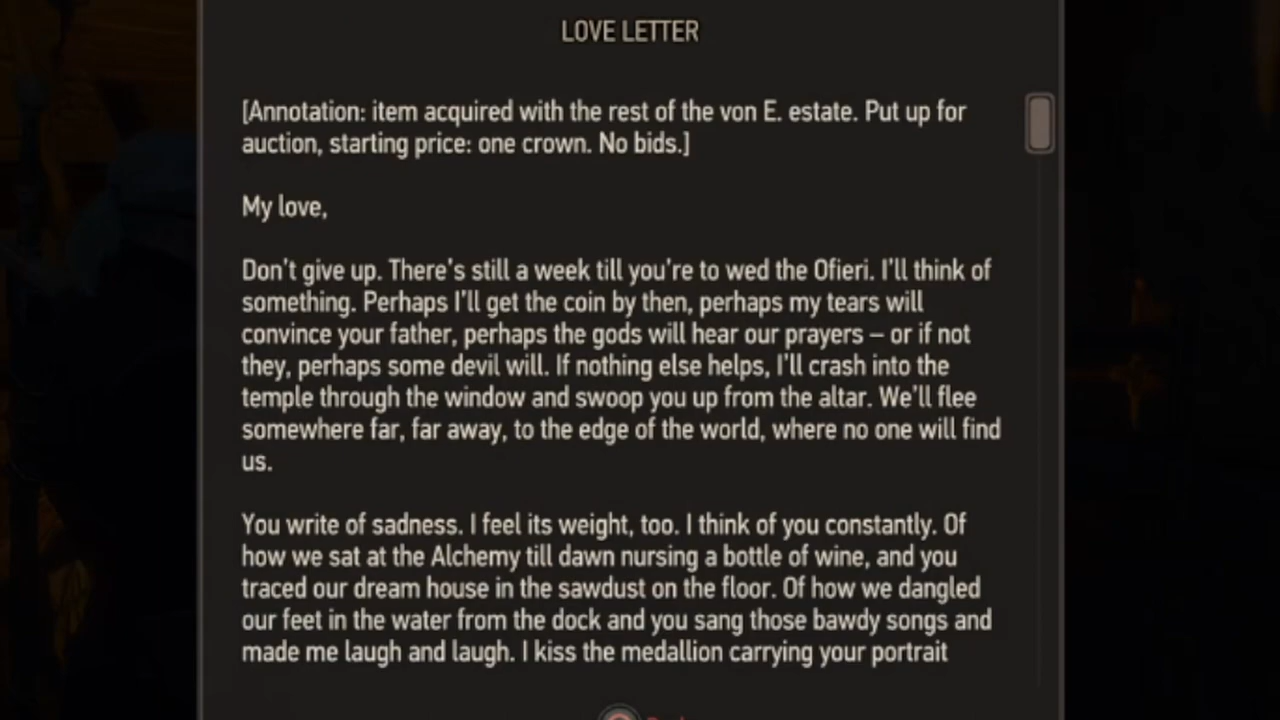 LOVE LETTER
[Annotation: item acquired with the rest of the von E. estate. Put up for
auction, starting price: one crown. No bids.]
My love,
Don't give up. There's still a week till you're to wed the Ofieri. I'll think of
something. Perhaps I'll get the coin by then, perhaps my tears will
convince your father, perhaps the gods will hear our prayers – or if not
they, perhaps some devil will. If nothing else helps, I'll crash into the
temple through the window and swoop you up from the altar. We'll flee
somewhere far, far away, to the edge of the world, where no one will find
us.
You write of sadness. I feel its weight, too. I think of you constantly. Of
how we sat at the Alchemy till dawn nursing a bottle of wine, and you
traced our dream house in the sawdust on the floor. Of how we dangled
our feet in the water from the dock and you sang those bawdy songs and
made me laugh and laugh. I kiss the medallion carrying your portrait